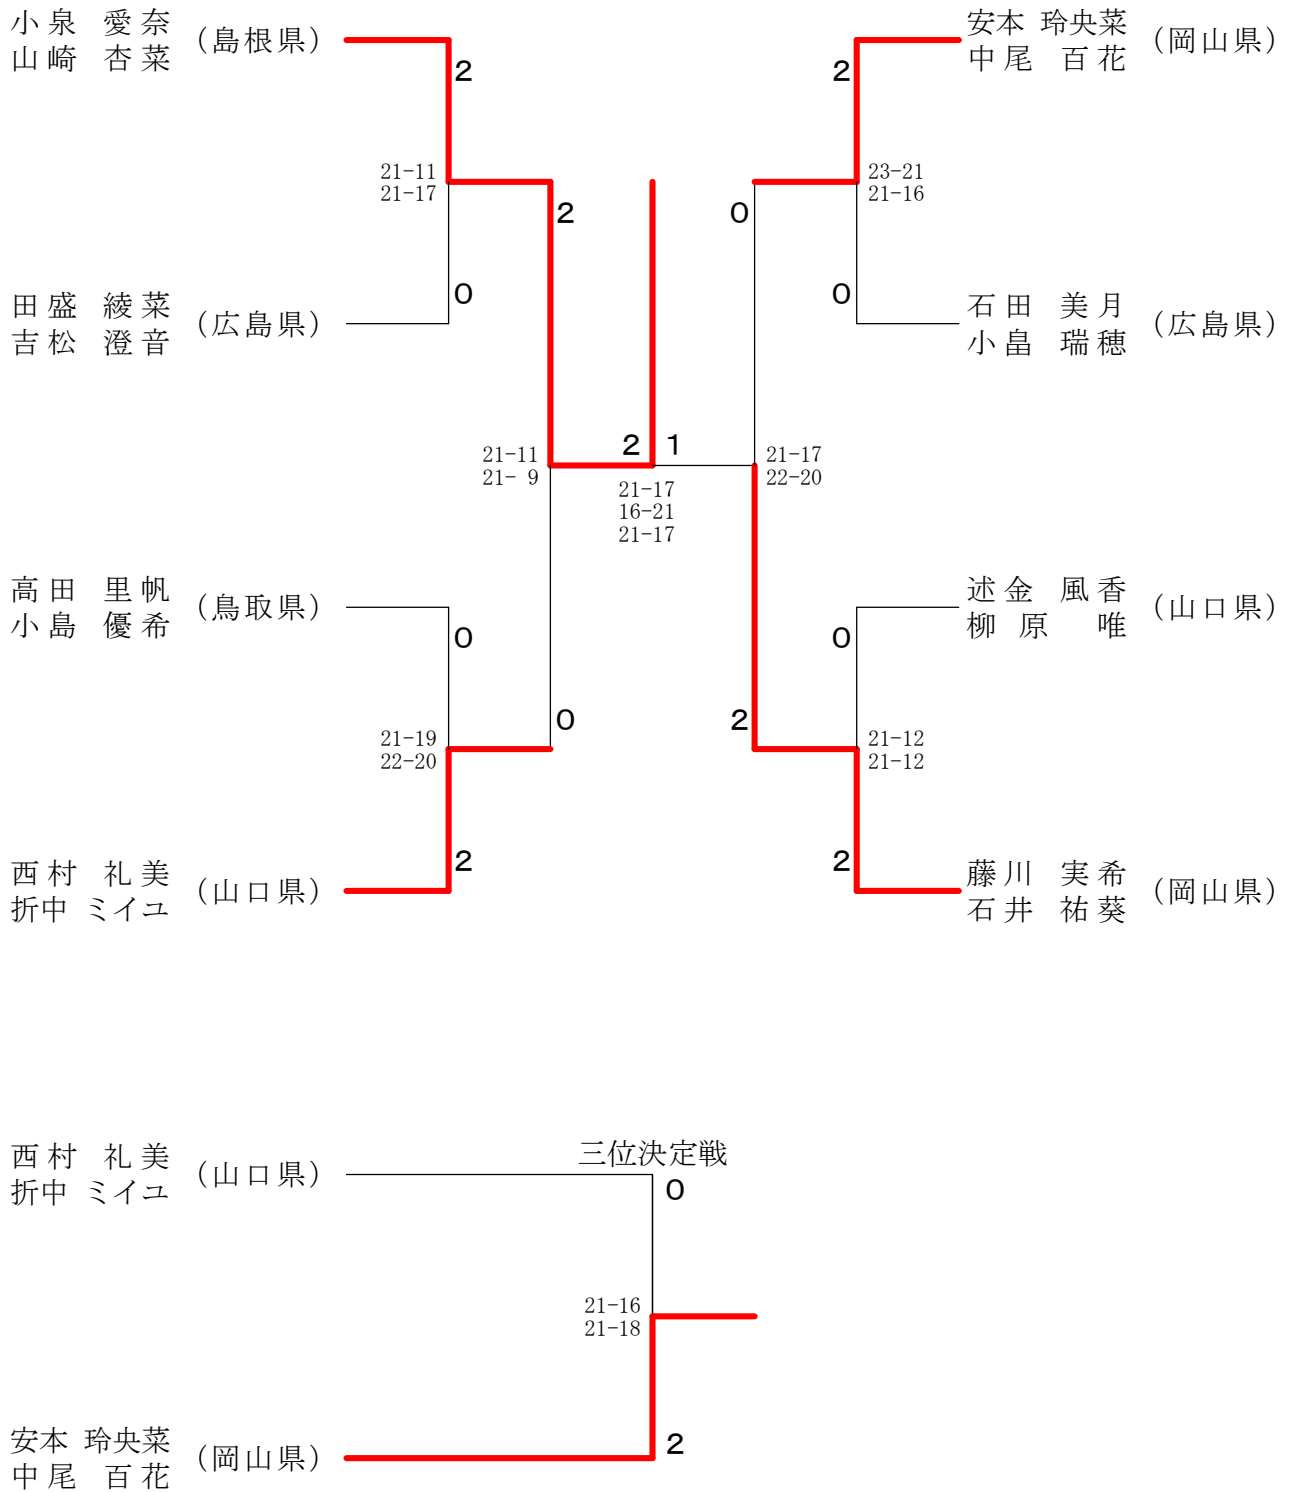 小泉 愛奈
山崎 杏菜
(島根県)
安本 玲央菜
中尾 百花
(岡山県)
2
2
21-11
21-17
23-21
21-16
2
0
0
0
田盛 綾菜
吉松 澄音
(広島県)
石田 美月
小畠 瑞穂
(広島県)
21-11
21- 9
2
1
21-17
22-20
21-17
16-21
21-17
高田 里帆
小島 優希
(鳥取県)
述金 風香
柳原 唯
(山口県)
0
0
0
2
21-19
22-20
21-12
21-12
2
2
西村 礼美
折中 ミイユ
(山口県)
藤川 実希
石井 祐葵
(岡山県)
三位決定戦
西村 礼美
折中 ミイユ
(山口県)
0
21-16
21-18
2
安本 玲央菜
中尾 百花
(岡山県)